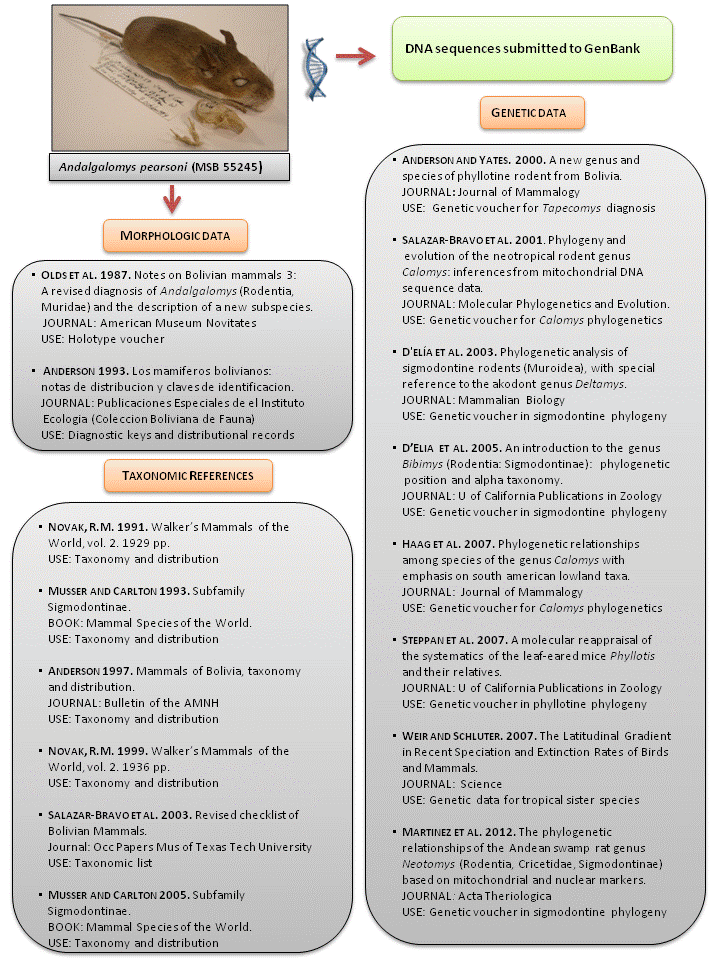 DNA sequences submitted to GenBank
Andalgalomys pearsoni (MSB 55245)
MORPHOLOGIC DATA
▪ OLDS ET AL. 1987. Notes on Bolivian mammals 3:
A revised diagnosis of Andalgalomys (Rodentia,
Muridae) and the description of a new subspecies.
JOURNAL: American Museum Novitates
USE: Holotype voucher
▪ ANDERSON 1993. Los mamiferos bolivianos:
notas de distribucion y claves de identificacion.
JOURNAL: Publicaciones Especiales de el Instituto
Ecologia (Coleccion Boliviana de Fauna)
USE: Diagnostic keys and distributional records
TAXONOMIC REFERENCES
▪ NOVAK, R.M. 1991. Walker's Mammals of the
World, vol. 2. 1929 pp.
USE: Taxonomy and distribution
▪ MUSSER AND CARLTON 1993. Subfamily
Sigmodontinae.
BOOK: Mammal Species of the World.
USE: Taxonomy and distribution
▪ ANDERSON 1997. Mammals of Bolivia, taxonomy
and distribution.
JOURNAL: Bulletin of the AMNH
USE: Taxonomy and distribution
▪ NOVAK, R.M. 1999. Walker's Mammals of the
World, vol. 2. 1936 pp.
USE: Taxonomy and distribution
▪ SALAZAR-BRAVO ET AL. 2003. Revised checklist of
Bolivian Mammals.
Journal: Occ Papers Mus of Texas Tech University
USE: Taxonomic list
▪ MUSSER AND CARLTON 2005. Subfamily
Sigmodontinae.
BOOK: Mammal Species of the World.
USE: Taxonomy and distribution
GENETIC DATA
▪ ANDERSON AND YATES. 2000. A new genus and
species of phyllotine rodent from Bolivia.
JOURNAL: Journal of Mammalogy
USE: Genetic voucher for Tapecomys diagnosis
▪ SALAZAR-BRAVO ET AL. 2001. Phylogeny and
evolution of the neotropical rodent genus
Calomys: inferences from mitochondrial DNA
sequence data.
JOURNAL: Molecular Phylogenetics and Evolution.
USE: Genetic voucher for Calomys phylogenetics
▪ D'ELÍA ET AL. 2003. Phylogenetic analysis of
sigmodontine rodents (Muroidea), with special
reference to the akodont genus Deltamys.
JOURNAL: Mammalian Biology
USE: Genetic voucher in sigmodontine phylogeny
▪ D'ELIA ET AL. 2005. An introduction to the genus
Bibimys (Rodentia: Sigmodontinae): phylogenetic
position and alpha taxonomy.
JOURNAL: U of California Publications in Zoology
USE: Genetic voucher in sigmodontine phylogeny
▪ HAAG ET AL. 2007. Phylogenetic relationships
among species of the genus Calomys with
emphasis on south american lowland taxa.
JOURNAL: Journal of Mammalogy
USE: Genetic voucher for Calomys phylogenetics
▪ STEPPAN ET AL. 2007. A molecular reappraisal of
the systematics of the leaf-eared mice Phyllotis
and their relatives.
JOURNAL: U of California Publications in Zoology
USE: Genetic voucher in phyllotine phylogeny
▪ WEIR AND SCHLUTER. 2007. The Latitudinal Gradient
in Recent Speciation and Extinction Rates of Birds
and Mammals.
JOURNAL: Science
USE: Genetic data for tropical sister species
▪ MARTINEZ ET AL. 2012. The phylogenetic
relationships of the Andean swamp rat genus
Neotomys (Rodentia, Cricetidae, Sigmodontinae)
based on mitochondrial and nuclear markers.
JOURNAL: Acta Theriologica
USE: Genetic voucher in sigmodontine phylogeny